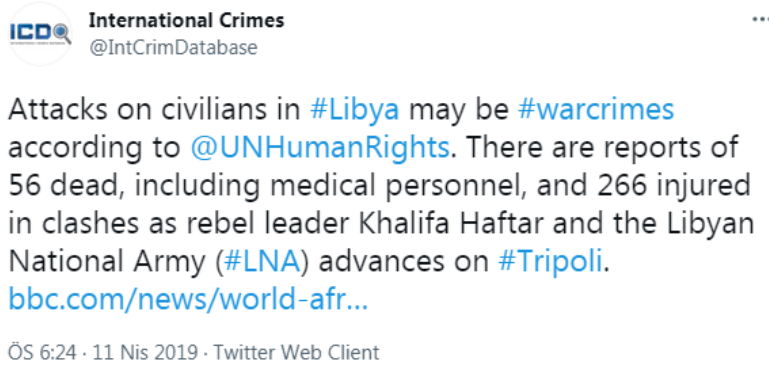 ICD
International Crimes
@IntCrimDatabase
Attacks on civilians in #Libya may be #warcrimes
according to @UNHumanRights. There are reports of
56 dead, including medical personnel, and 266 injured
in clashes as rebel leader Khalifa Haftar and the Libyan
National Army (#LNA) advances on #Tripoli.
bbc.com/news/world-afr...
ÖS 6:24 · 11 Nis 2019 · Twitter Web Client